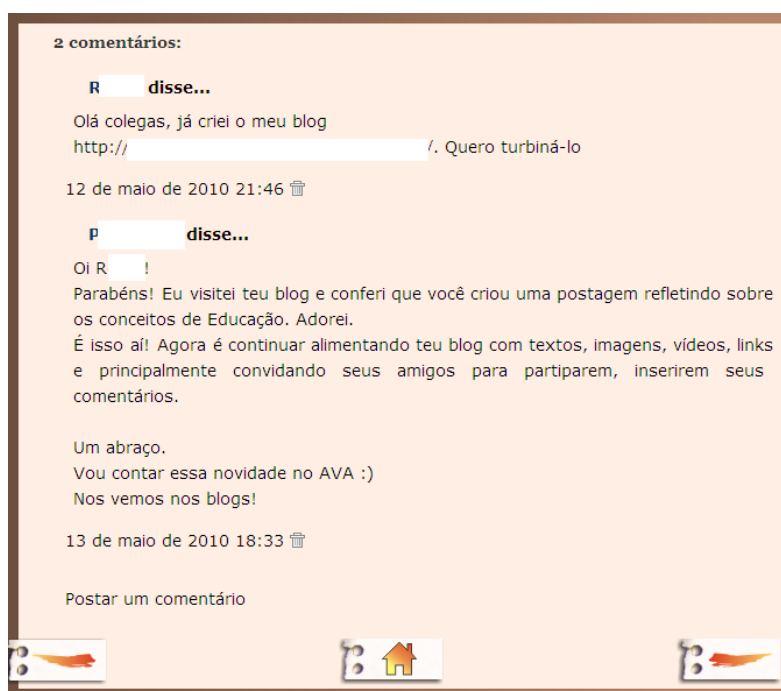 2 comentários:
R disse...
Olá colegas, já criei o meu blog
http:// /. Quero turbiná-lo
12 de maio de 2010 21:46
P disse...
Oi R !
Parabéns! Eu visitei teu blog e conferi que você criou uma postagem refletindo sobre
os conceitos de Educação. Adorei.
É isso aí! Agora é continuar alimentando teu blog com textos, imagens, vídeos, links
e principalmente convidando seus amigos para partiparem, inserirem seus
comentários.
Um abraço.
Vou contar essa novidade no AVA :)
Nos vemos nos blogs!
13 de maio de 2010 18:33
Postar um comentário